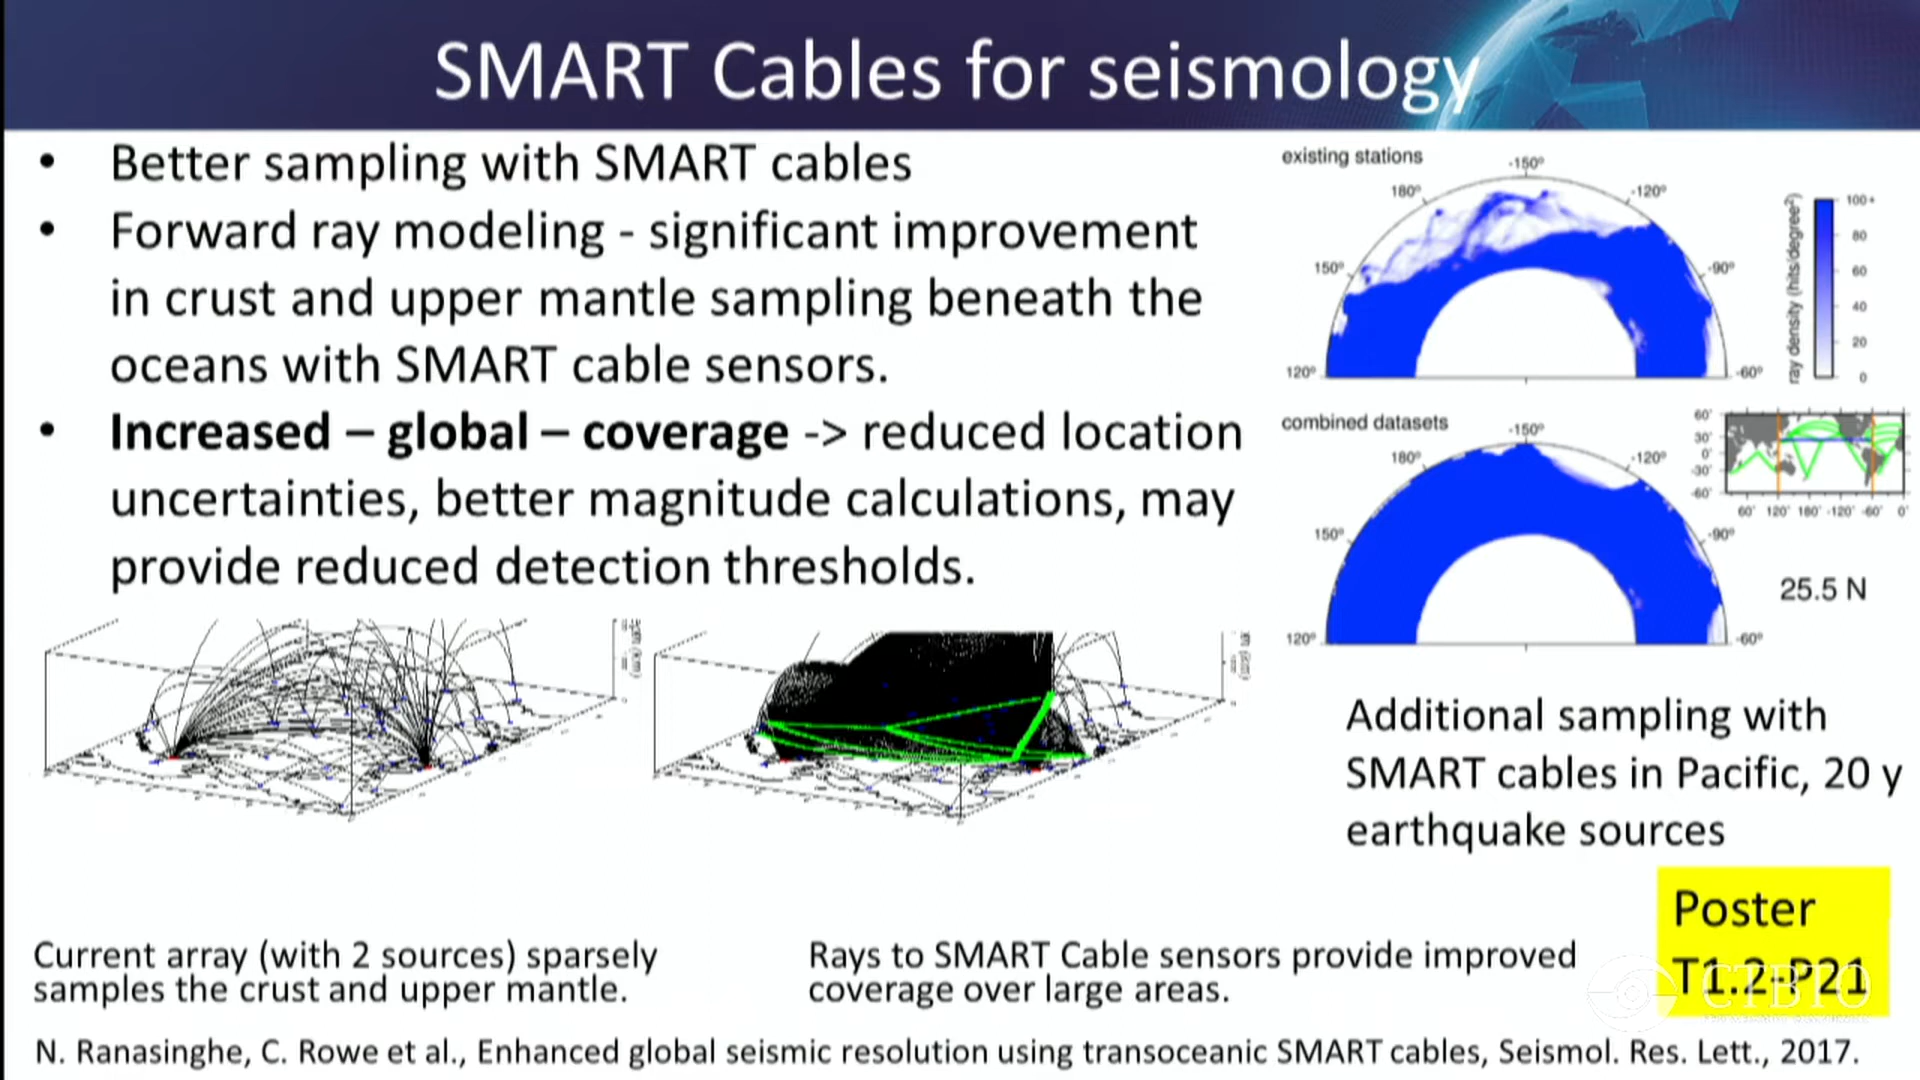 SMART Cables for seismology
• Better sampling with SMART cables
• Forward ray modeling - significant improvement
in crust and upper mantle sampling beneath the
oceans with SMART cable sensors.
• Increased – global – coverage -> reduced location
uncertainties, better magnitude calculations, may
provide reduced detection thresholds.
existing stations
-150°
180°
-120°
150°
-90°
120°
-60°
ray density (hits/degree²)
100+
80
60
40
20
0
combined datasets
-150°
180°
-120°
150°
-90°
120°
-60°
60°
30°
0°
-30°
-60°
60° 120° 180° -120° -60° 0°
25.5 N
Additional sampling with
SMART cables in Pacific, 20 y
earthquake sources
Current array (with 2 sources) sparsely
samples the crust and upper mantle.
Rays to SMART Cable sensors provide improved
coverage over large areas.
Poster
T1.2-P21
CTBTO
N. Ranasinghe, C. Rowe et al., Enhanced global seismic resolution using transoceanic SMART cables, Seismol. Res. Lett., 2017.